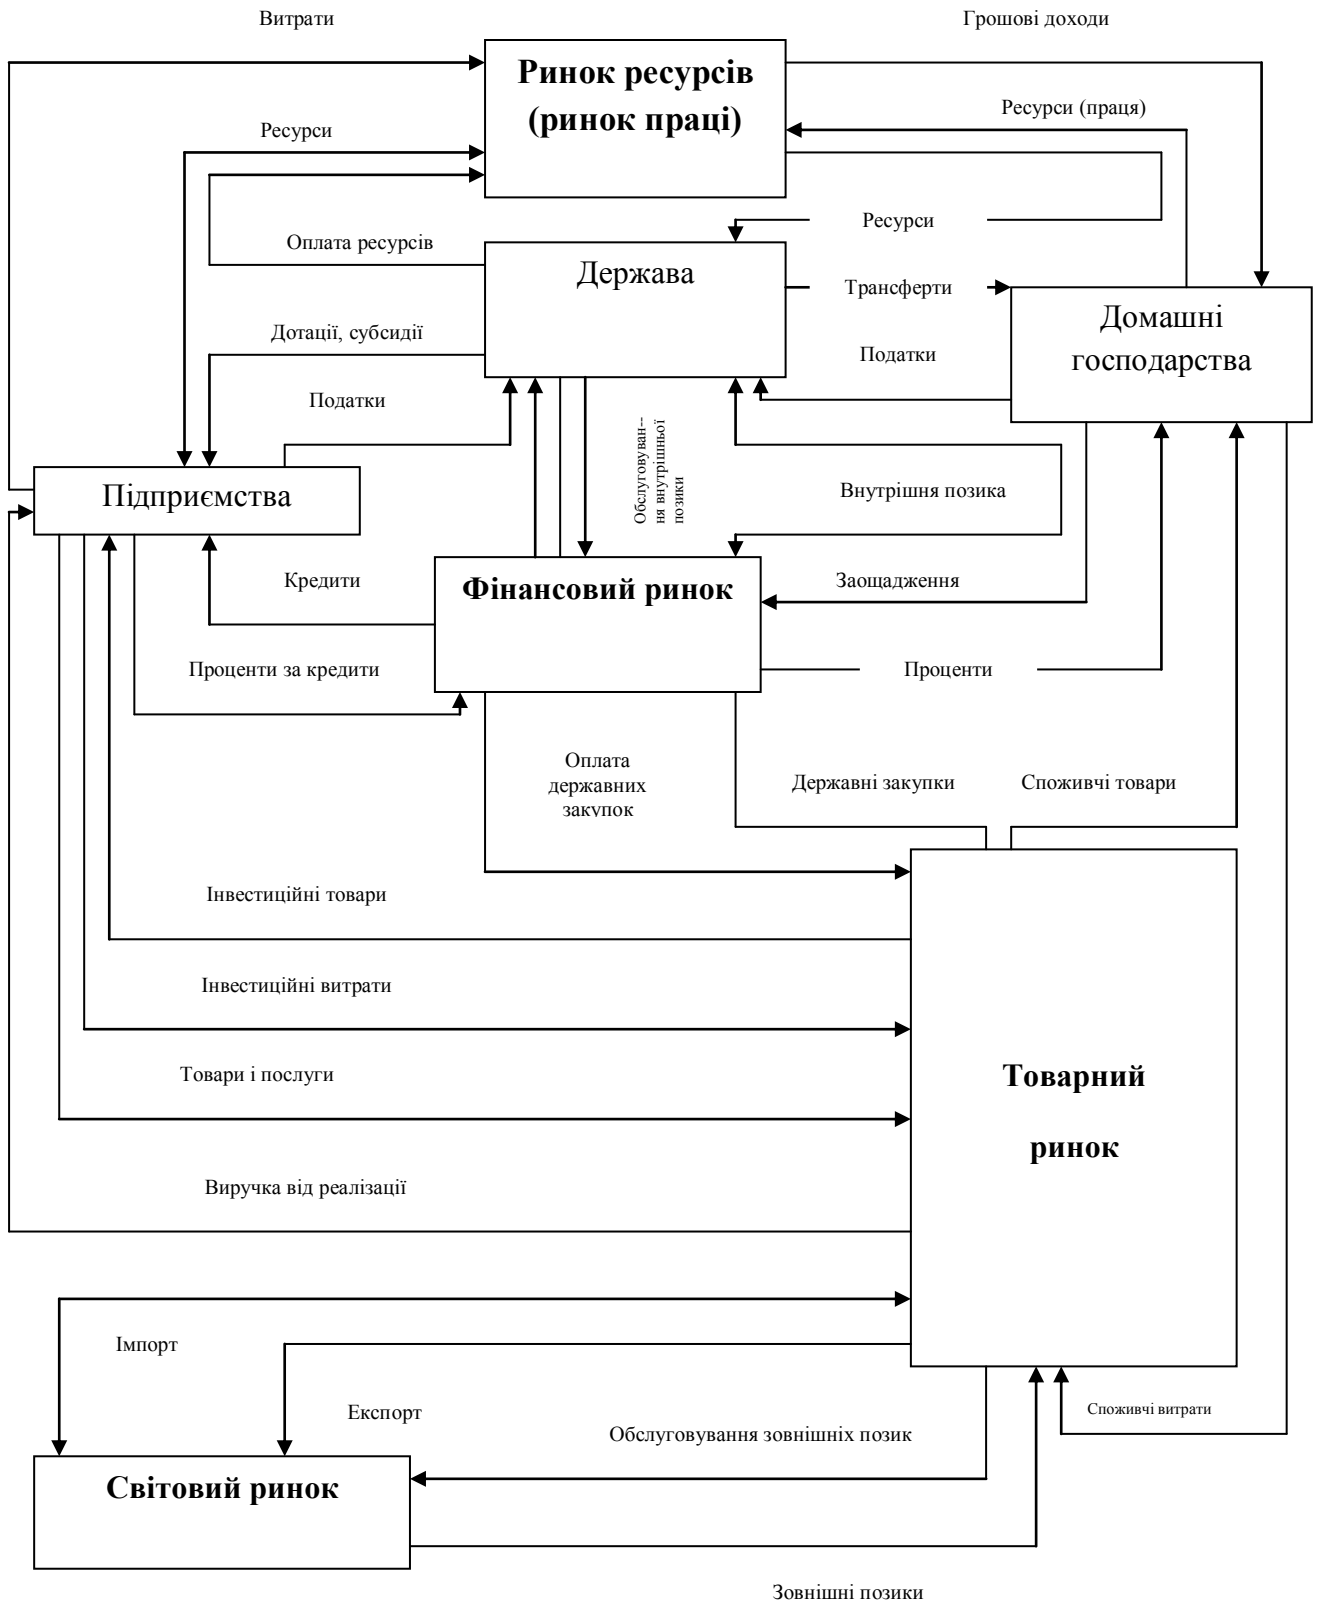 Витрати
Грошові доходи
Ринок ресурсів
(ринок праці)
Ресурси (праця)
Ресурси
Ресурси
Оплата ресурсів
Держава
Трансферти
Домашні
господарства
Дотації, субсидії
Податки
Податки
Обслуговуван--
ня внутрішньої
позики
Підприємства
Внутрішня позика
Кредити
Фінансовий ринок
Заощадження
Проценти за кредити
Проценти
Оплата
державних
закупок
Державні закупки
Споживчі товари
Інвестиційні товари
Інвестиційні витрати
Товари і послуги
Товарний
ринок
Виручка від реалізації
Імпорт
Експорт
Споживчі витрати
Обслуговування зовнішніх позик
Світовий ринок
Зовнішні позики